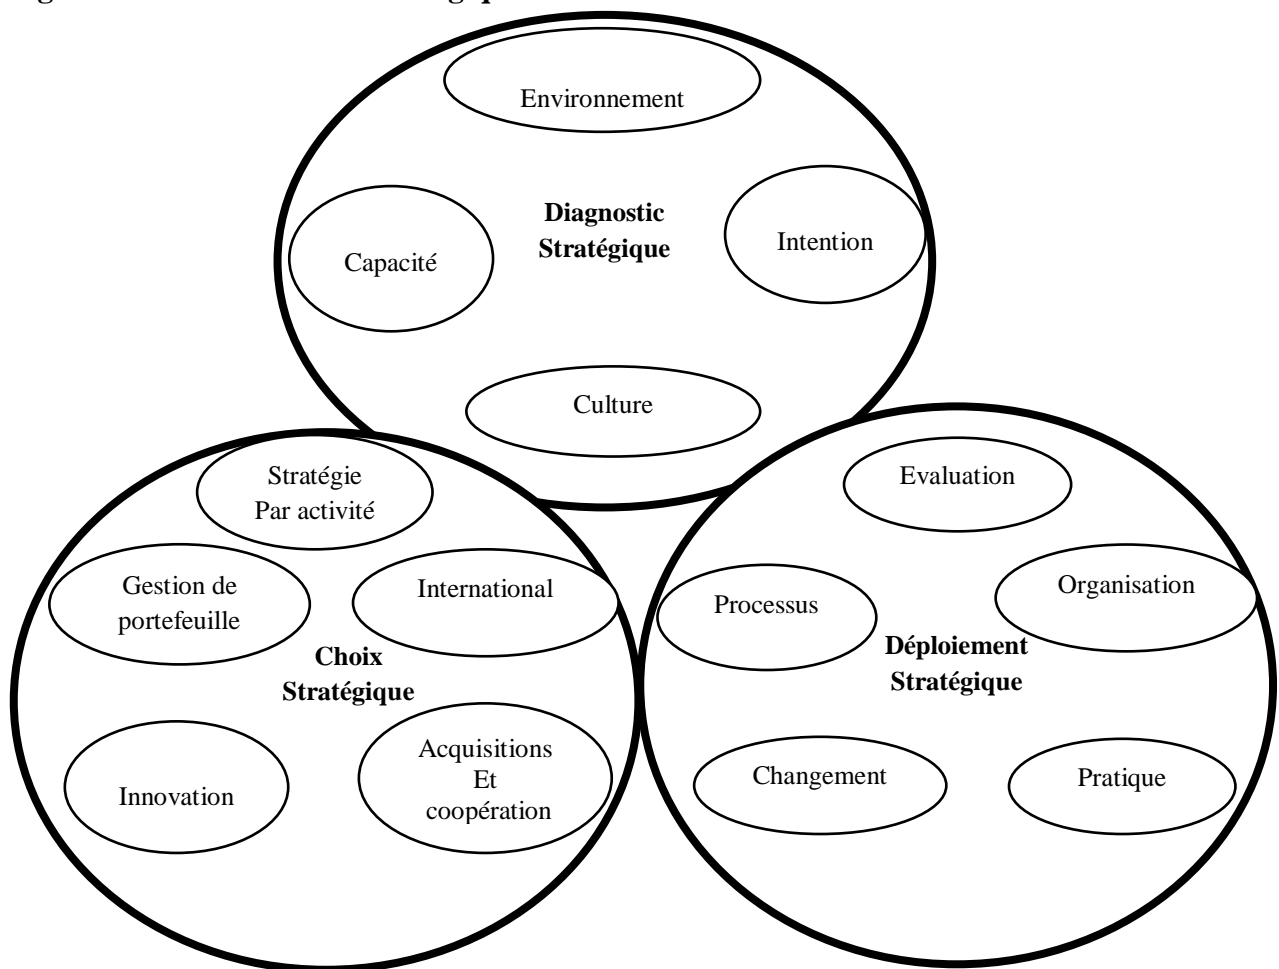 Environnement
Diagnostic
Stratégique
Intention
Capacité
Culture
Stratégie
Par activité
Gestion de
portefeuille
International
Choix
Stratégique
Innovation
Acquisitions
Et
coopération
Evaluation
Processus
Organisation
Déploiement
Stratégique
Changement
Pratique